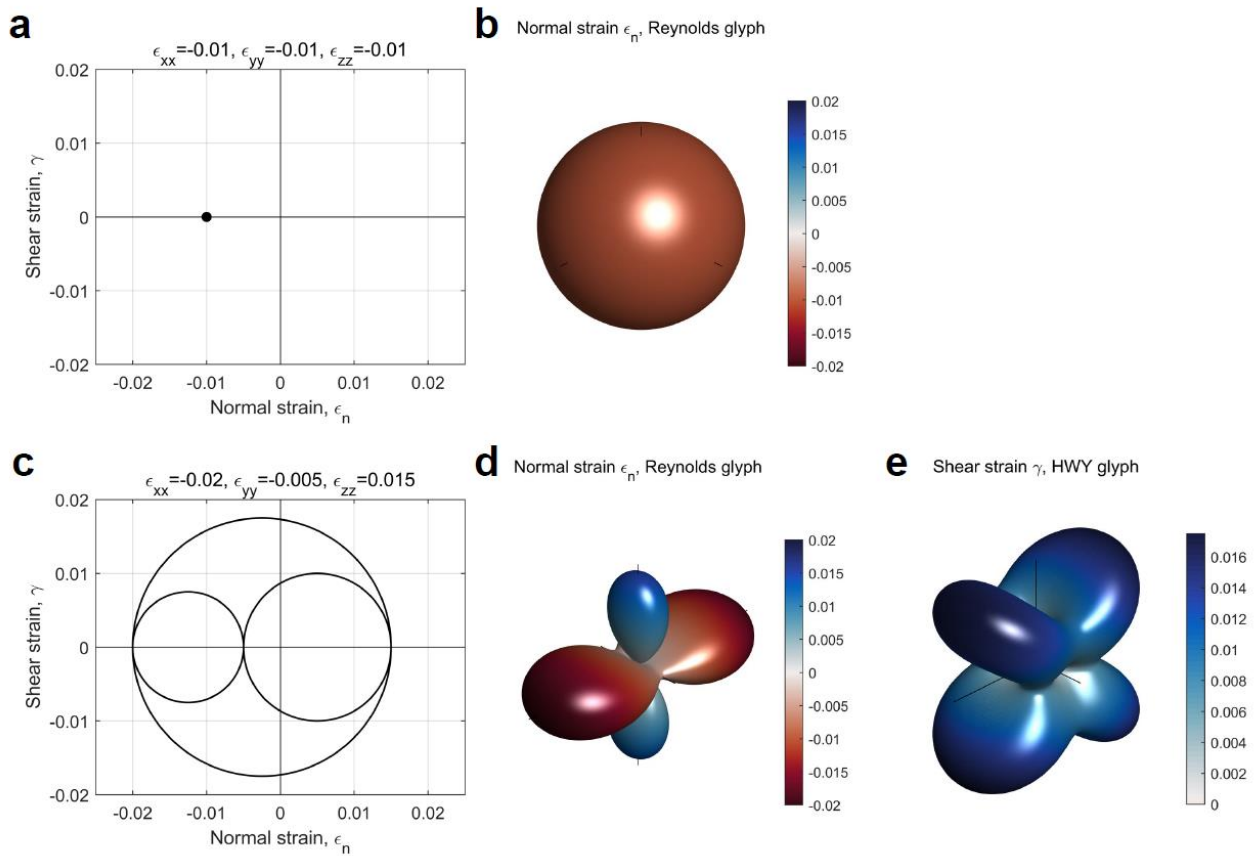 a
ϵxx=-0.01, ϵyy=-0.01, ϵzz=-0.01
0.02
0.01
0
-0.01
-0.02
Shear strain, γ
-0.02 -0.01 0 0.01 0.02
Normal strain, ϵn
b
Normal strain ϵn, Reynolds glyph
0.02
0.015
0.01
0.005
0
-0.005
-0.01
-0.015
-0.02
c
ϵxx=-0.02, ϵyy=-0.005, ϵzz=0.015
0.02
0.01
0
-0.01
-0.02
Shear strain, γ
-0.02 -0.01 0 0.01 0.02
Normal strain, ϵn
d
Normal strain ϵn, Reynolds glyph
0.02
0.015
0.01
0.005
0
-0.005
-0.01
-0.015
-0.02
e
Shear strain γ, HWY glyph
0.016
0.014
0.012
0.01
0.008
0.006
0.004
0.002
0